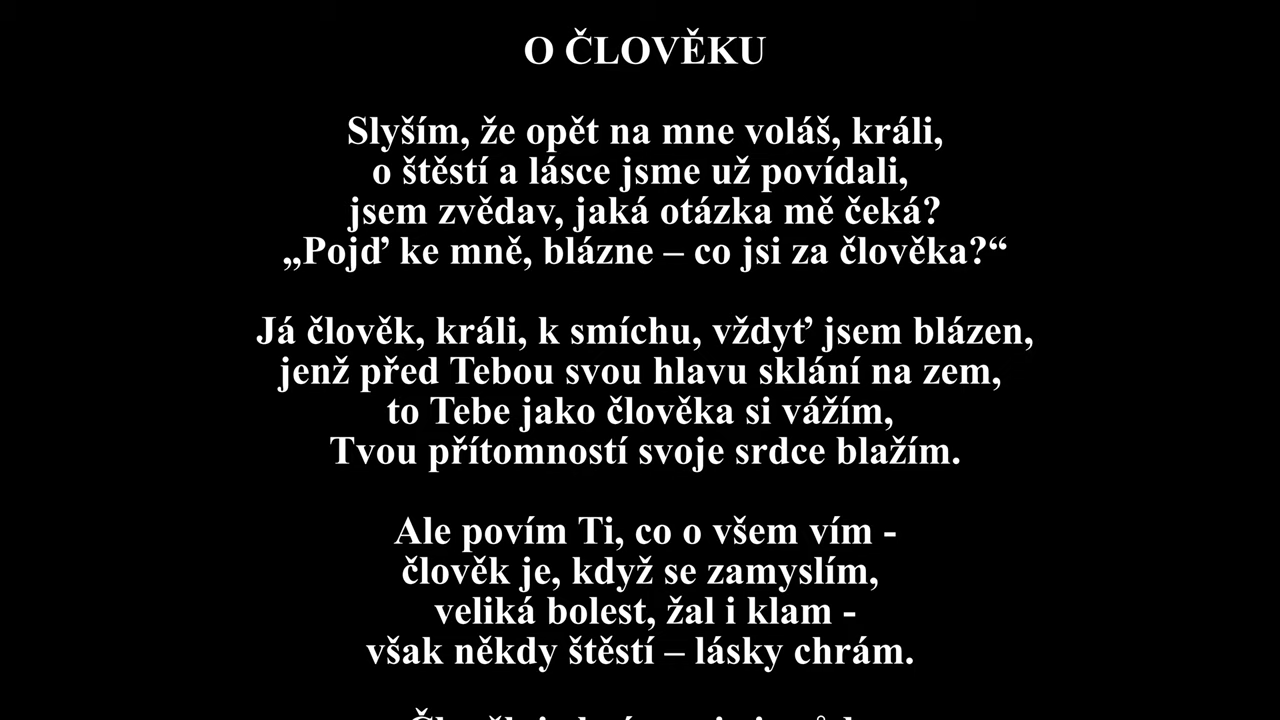 O ČLOVĚKU
Slyším, že opět na mne voláš, králi,
o štěstí a lásce jsme už povídali,
jsem zvědav, jaká otázka mě čeká?
„Pojď ke mně, blázne – co jsi za člověka?“
Já člověk, králi, k smíchu, vždyť jsem blázen,
jenž před Tebou svou hlavu sklání na zem,
to Tebe jako člověka si vážím,
Tvou přítomností svoje srdce blažím.
Ale povím Ti, co o všem vím -
člověk je, když se zamyslím,
veliká bolest, žal i klam -
však někdy štěstí – lásky chrám.